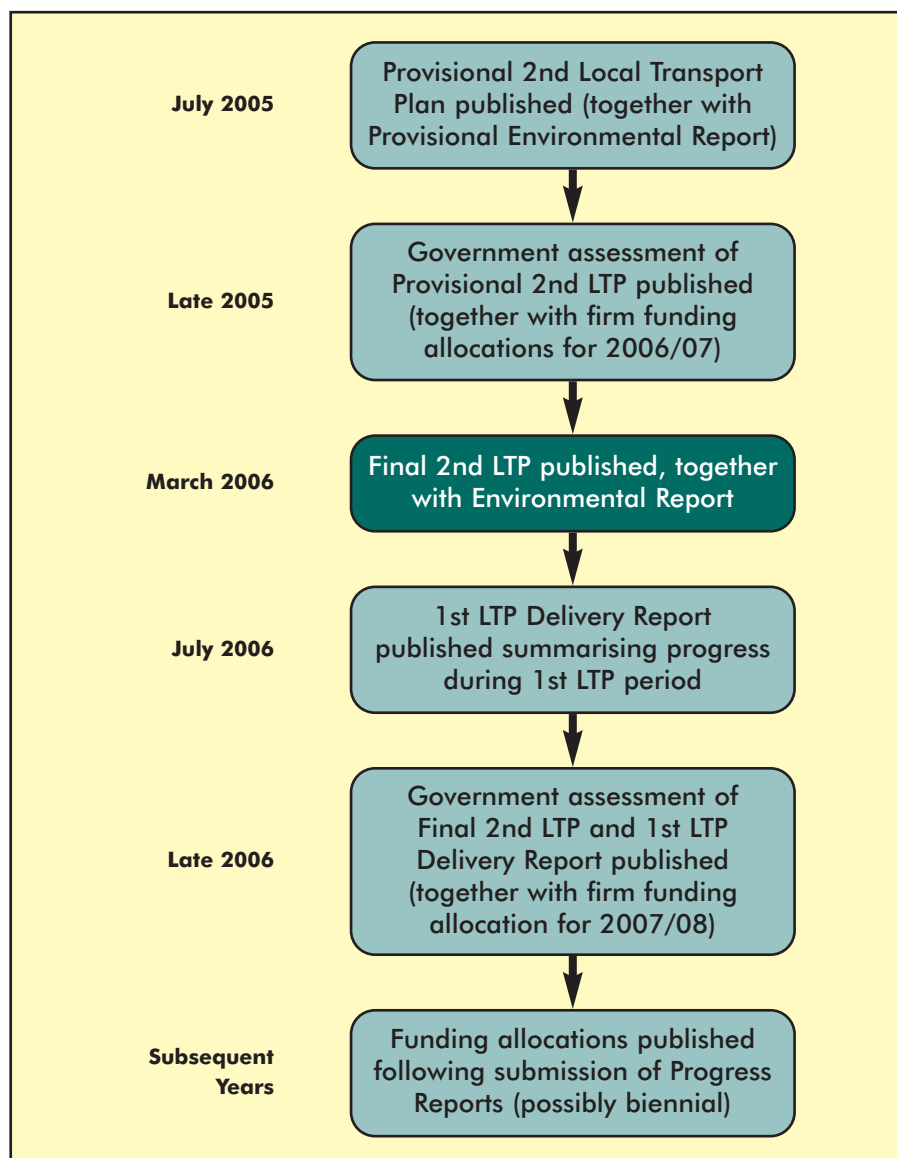 July 2005
Provisional 2nd Local Transport
Plan published (together with
Provisional Environmental Report)
Late 2005
Government assessment of
Provisional 2nd LTP published
(together with firm funding
allocations for 2006/07)
March 2006
Final 2nd LTP published, together
with Environmental Report
July 2006
1st LTP Delivery Report
published summarising progress
during 1st LTP period
Late 2006
Government assessment of
Final 2nd LTP and 1st LTP
Delivery Report published
(together with firm funding
allocation for 2007/08)
Subsequent
Years
Funding allocations published
following submission of Progress
Reports (possibly biennial)